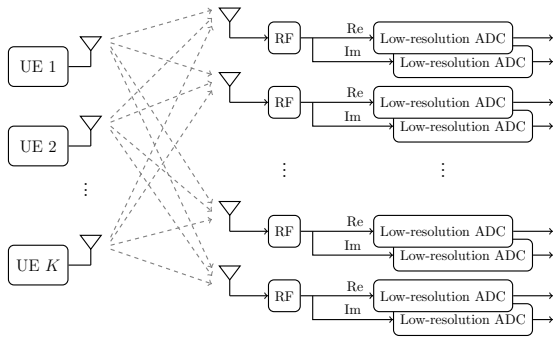 UE 1
UE 2
⋮
UE K
RF
Re
Im
Low-resolution ADC
Low-resolution ADC
RF
Re
Im
Low-resolution ADC
Low-resolution ADC
⋮
⋮
RF
Re
Im
Low-resolution ADC
Low-resolution ADC
RF
Re
Im
Low-resolution ADC
Low-resolution ADC